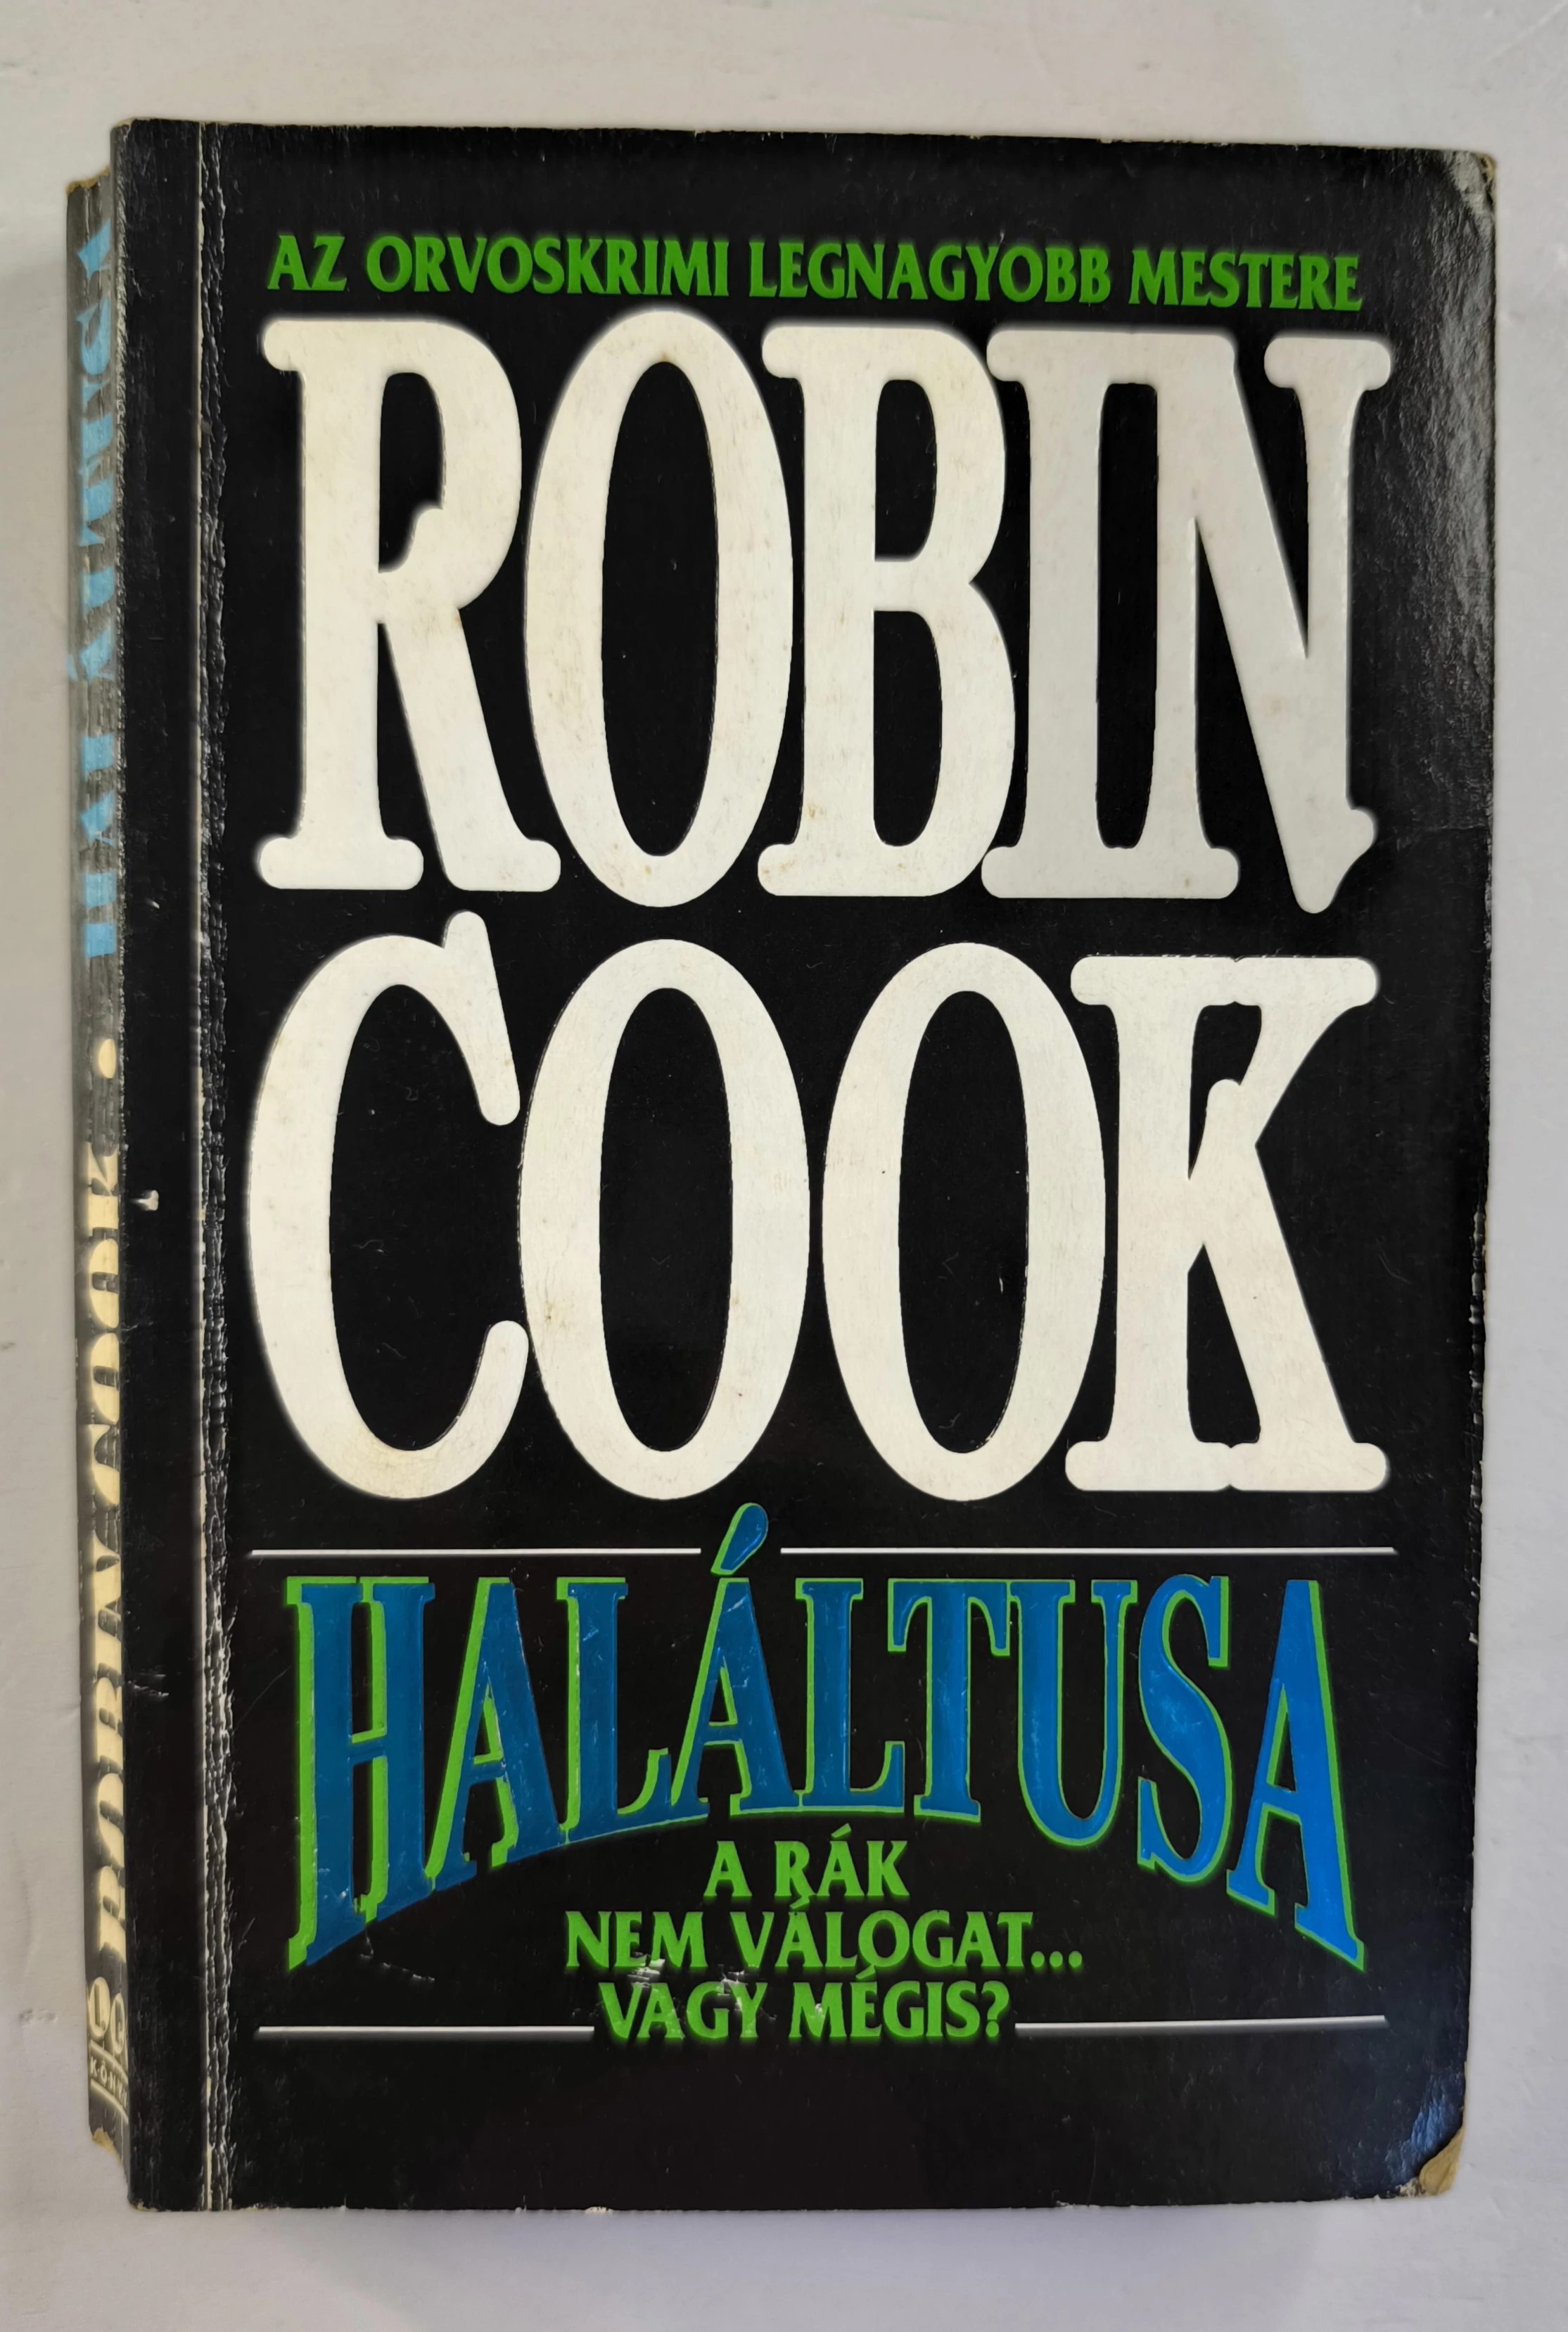 AZ ORVOSKRIMI LEGNAGYOBB MESTERE
ROBIN
COOK
HALÁLTUSA
A RÁK
NEM VÁLOGAT...
VAGY MÉGIS?
ROBIN COOK • HALÁLTUSA